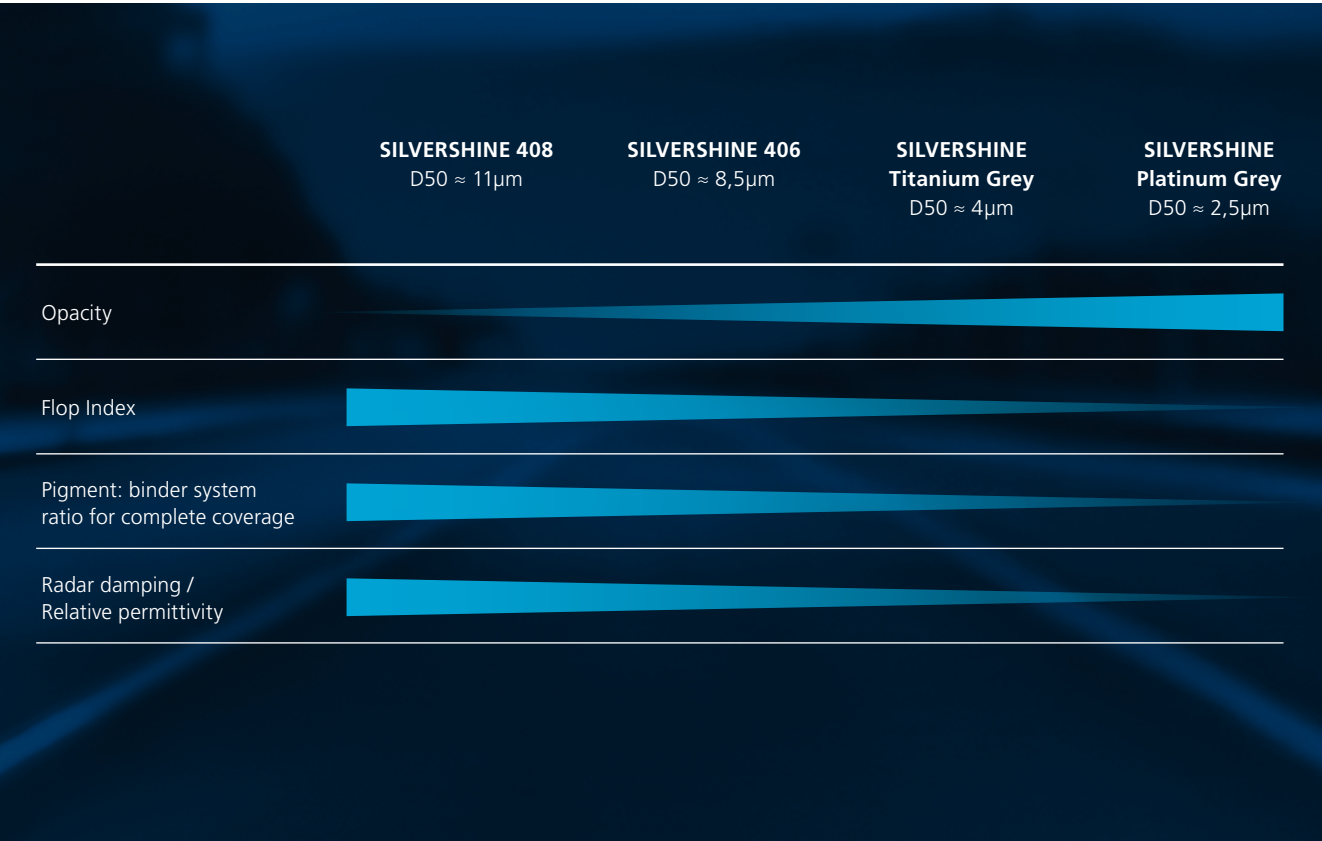 SILVERSHINE 408
D50 ≈ 11µm
SILVERSHINE 406
D50 ≈ 8,5µm
SILVERSHINE
Titanium Grey
D50 ≈ 4µm
SILVERSHINE
Platinum Grey
D50 ≈ 2,5µm
Opacity
Flop Index
Pigment: binder system
ratio for complete coverage
Radar damping /
Relative permittivity